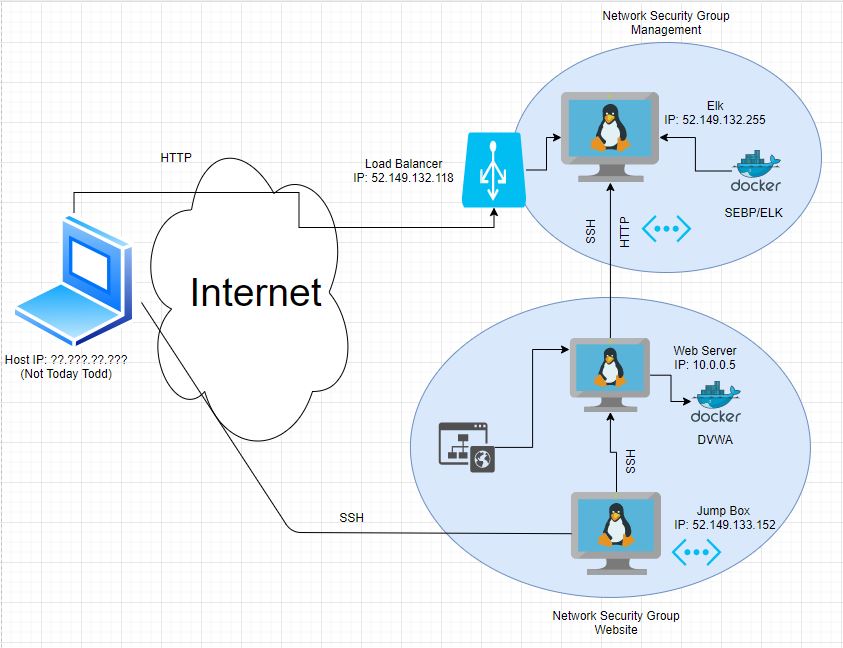 Network Security Group
Management
Elk
IP: 52.149.132.255
HTTP
Load Balancer
IP: 52.149.132.118
docker
SEBP/ELK
SSH
HTTP
Internet
Host IP: ??.???.??.???
(Not Today Todd)
Web Server
IP: 10.0.0.5
docker
DVWA
SSH
SSH
Jump Box
IP: 52.149.133.152
Network Security Group
Website